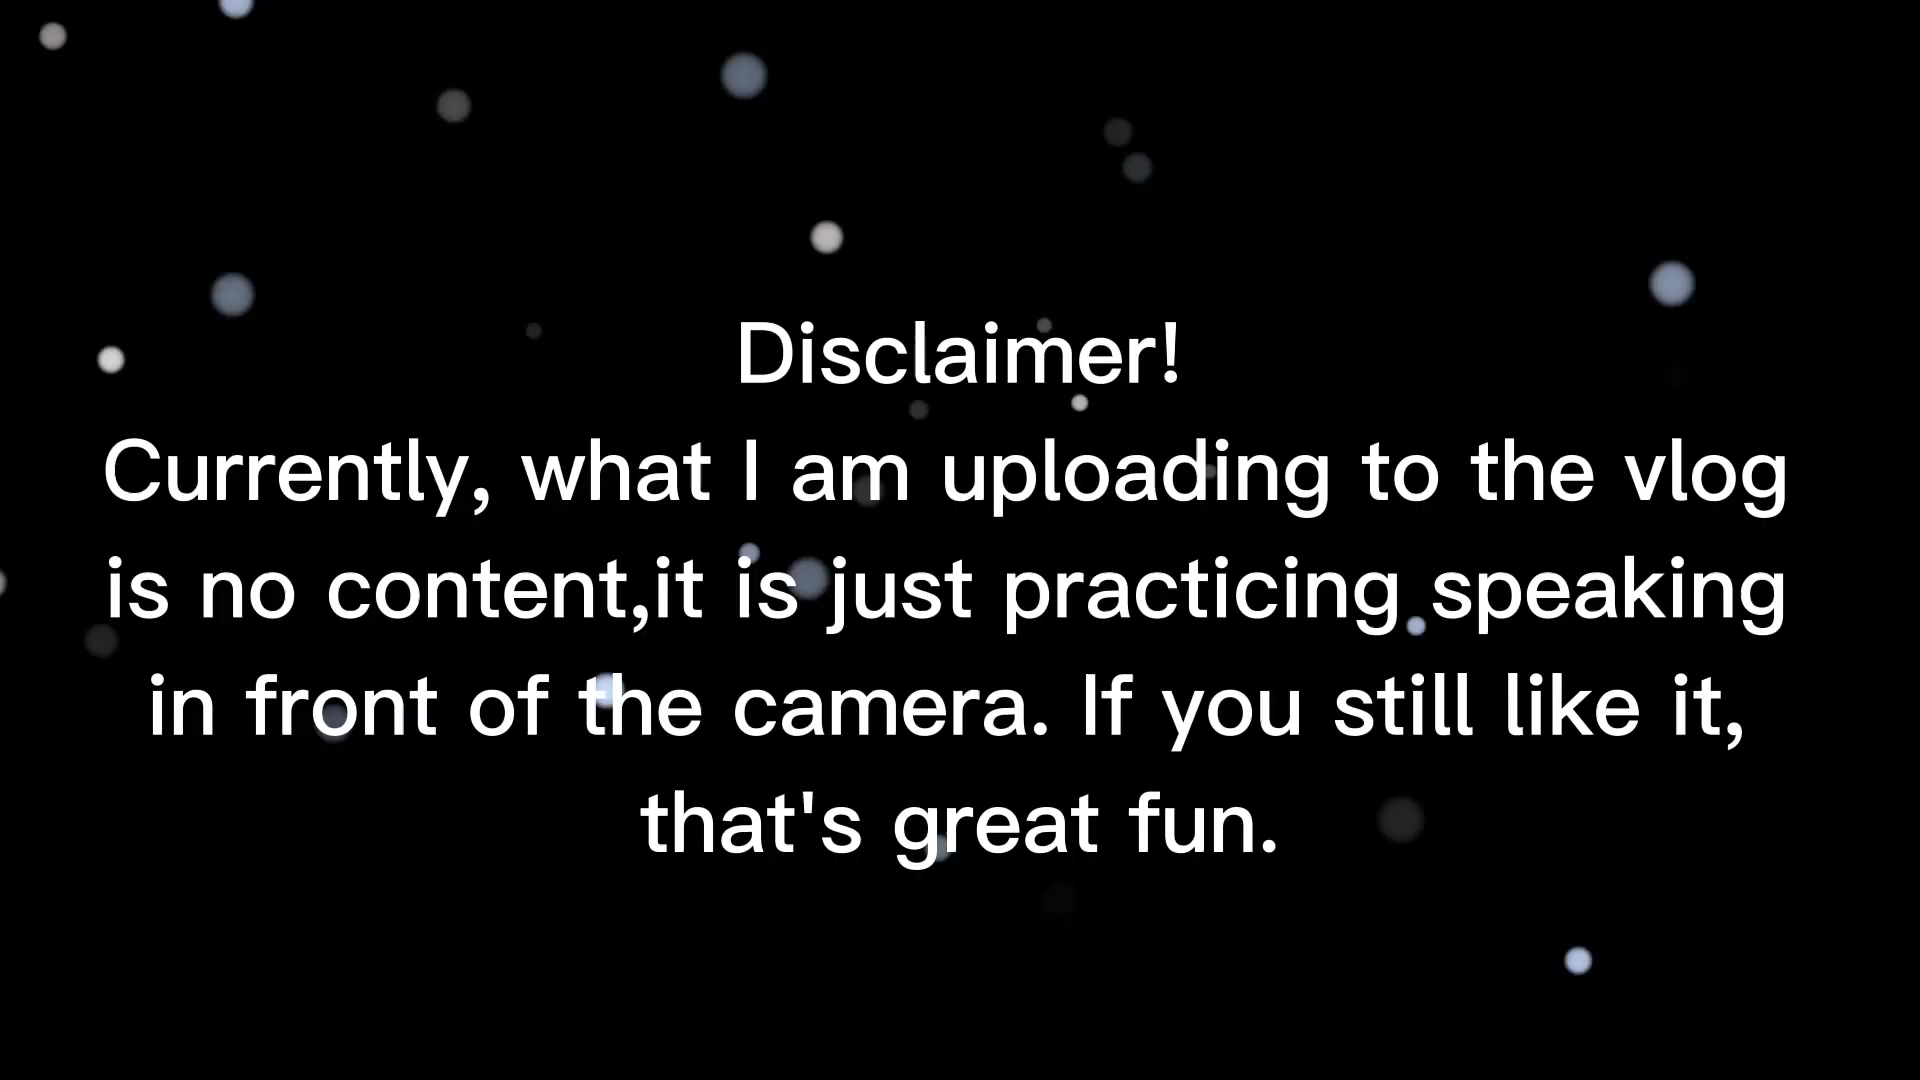 Disclaimer!
Currently, what I am uploading to the vlog
is no content,it is just practicing speaking
in front of the camera. If you still like it,
that's great fun.